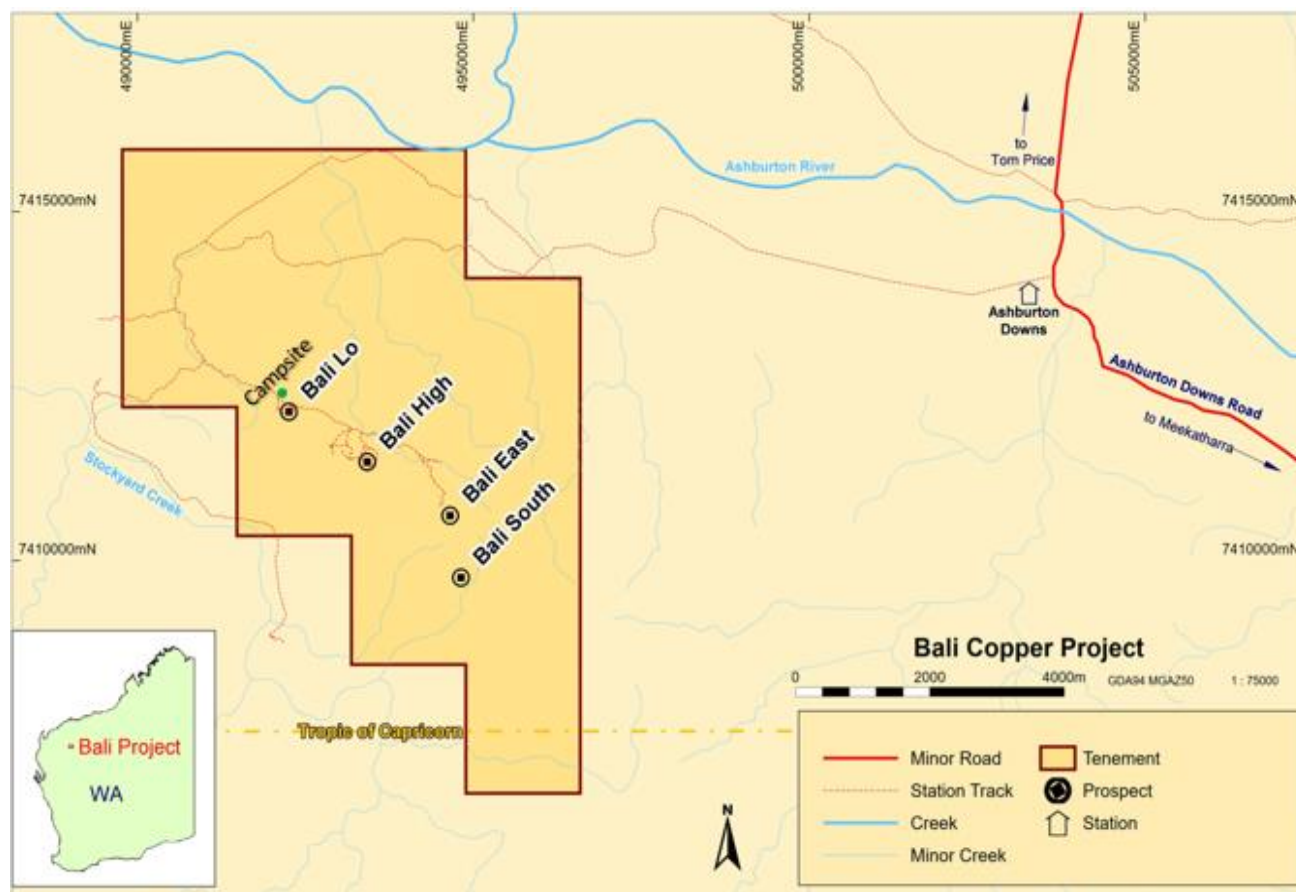 490000mE
495000mE
500000mE
505000mE
to
Tom Price
Ashburton River
7415000mN
7415000mN
Ashburton
Downs
Campsite
Bali Lo
Bali High
Bali East
Bali South
Ashburton Downs Road
to Meekatharra
Stockyard Creek
7410000mN
7410000mN
Bali Copper Project
0 2000 4000m GDA94 MGAZ50 1 : 75000
Tropic of Capricorn
Bali Project
WA
N
Minor Road
Station Track
Creek
Minor Creek
Tenement
Prospect
Station